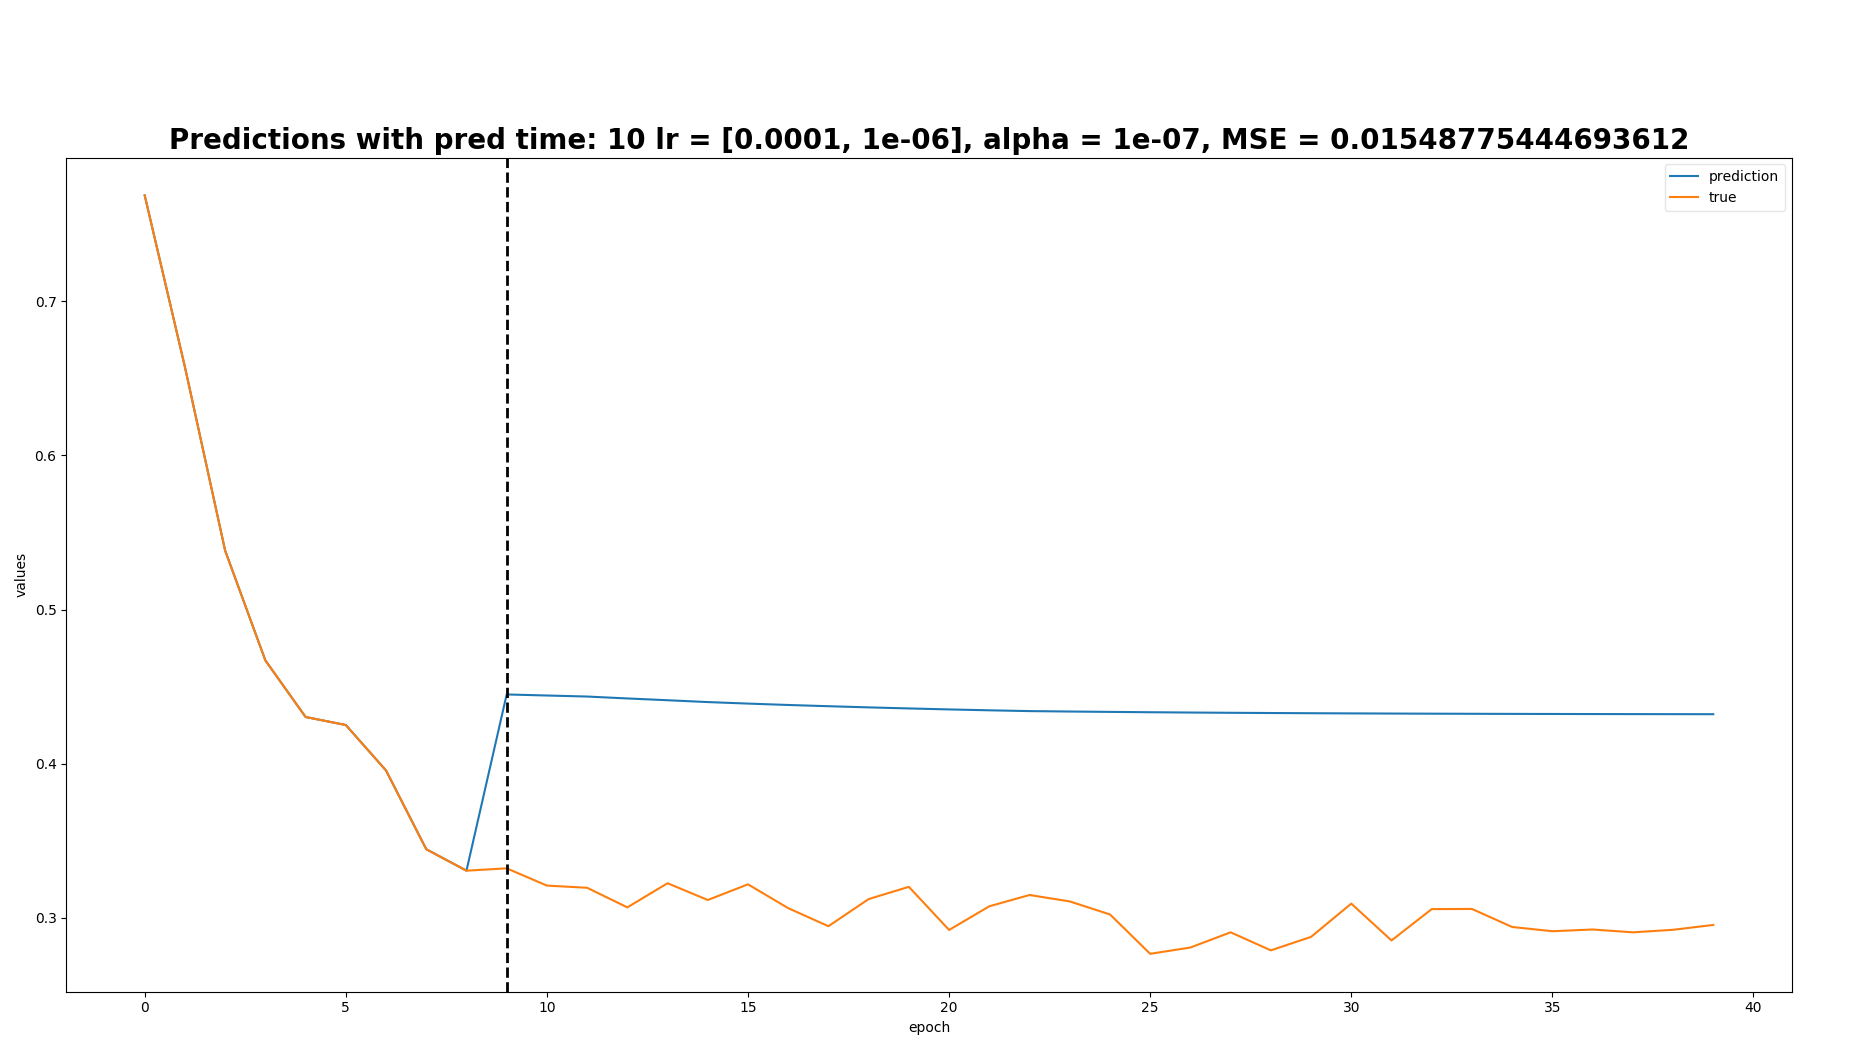 Predictions with pred time: 10 lr = [0.0001, 1e-06], alpha = 1e-07, MSE = 0.01548775444693612
prediction
true
0.7
0.6
0.5
0.4
0.3
values
0 5 10 15 20 25 30 35 40
epoch